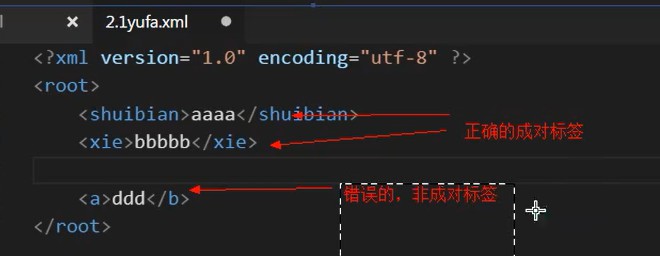 2.1yufa.xml
<?xml version="1.0" encoding="utf-8" ?>
<root>
<shuibian>aaaa</shuibian>
<xie>bbbbb</xie>
正确的成对标签
<a>ddd</b>
错误的，非成对标签
</root>